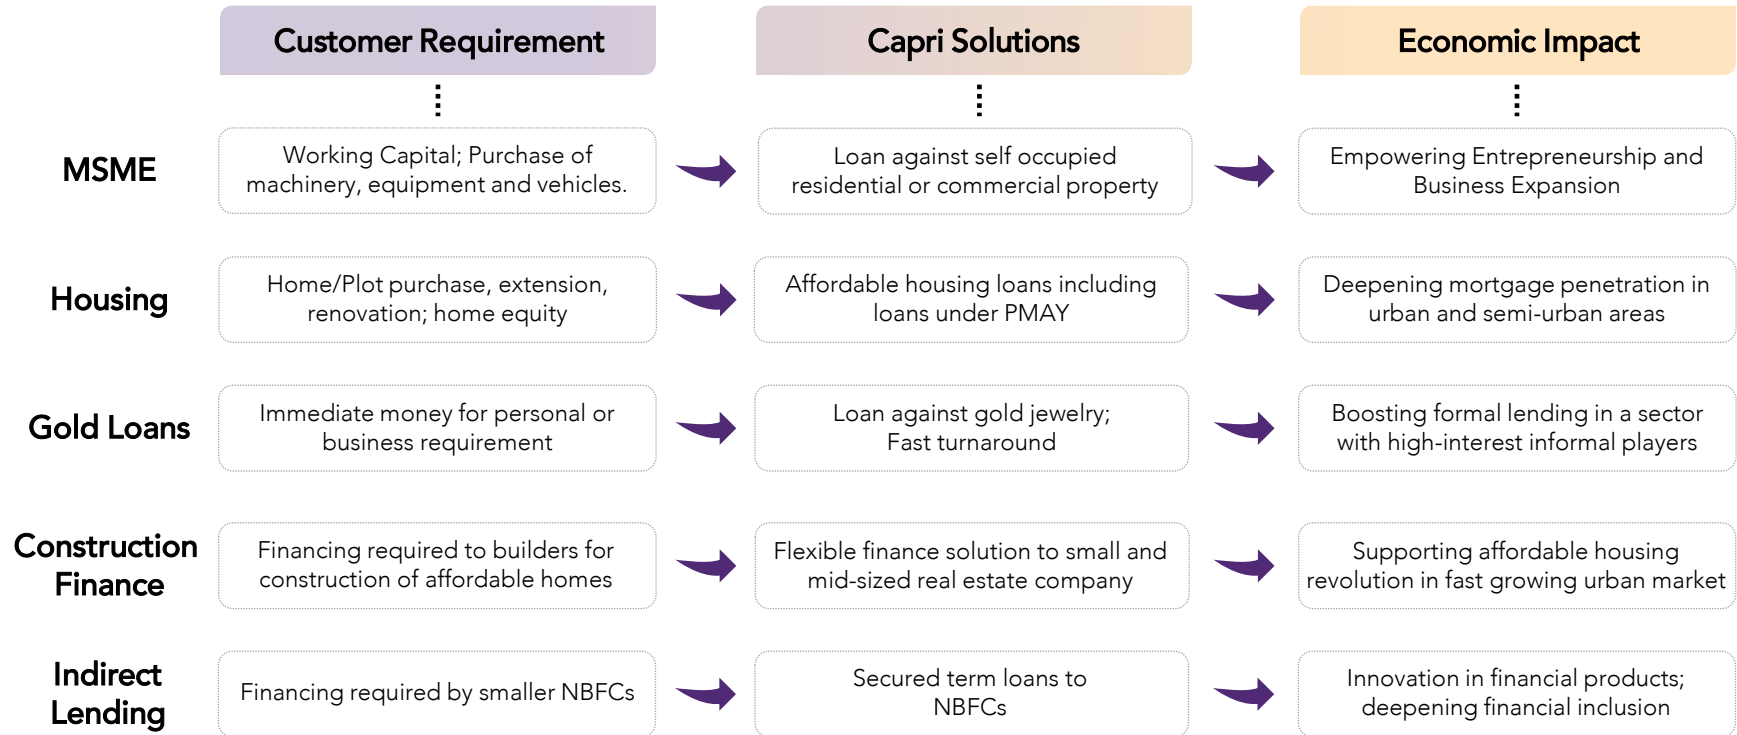 Customer Requirement
Capri Solutions
Economic Impact
MSME
Working Capital; Purchase of
machinery, equipment and vehicles.
Loan against self occupied
residential or commercial property
Empowering Entrepreneurship and
Business Expansion
Housing
Home/Plot purchase, extension,
renovation; home equity
Affordable housing loans including
loans under PMAY
Deepening mortgage penetration in
urban and semi-urban areas
Gold Loans
Immediate money for personal or
business requirement
Loan against gold jewelry;
Fast turnaround
Boosting formal lending in a sector
with high-interest informal players
Construction
Finance
Financing required to builders for
construction of affordable homes
Flexible finance solution to small and
mid-sized real estate company
Supporting affordable housing
revolution in fast growing urban market
Indirect
Lending
Financing required by smaller NBFCs
Secured term loans to
NBFCs
Innovation in financial products;
deepening financial inclusion